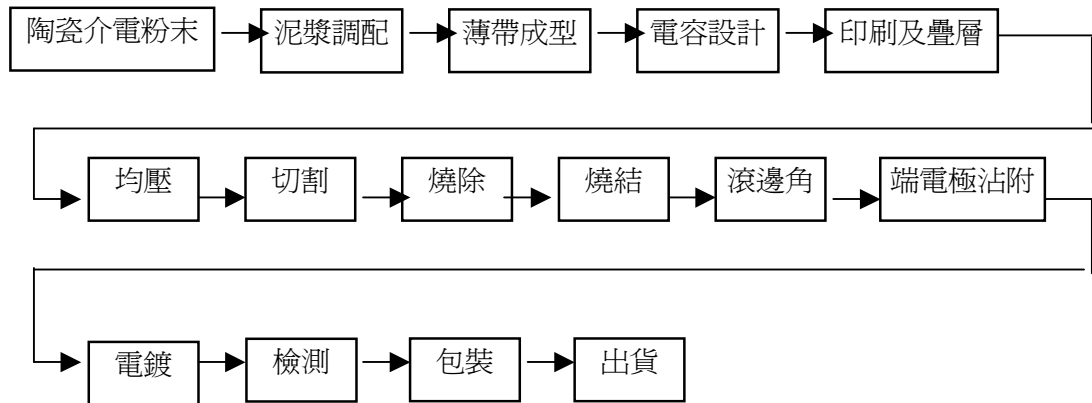 陶瓷介電粉末 泥漿調配 薄帶成型 電容設計 印刷及疊層
均壓 切割 燒除 燒結 滾邊角 端電極沾附
電鍍 檢測 包裝 出貨